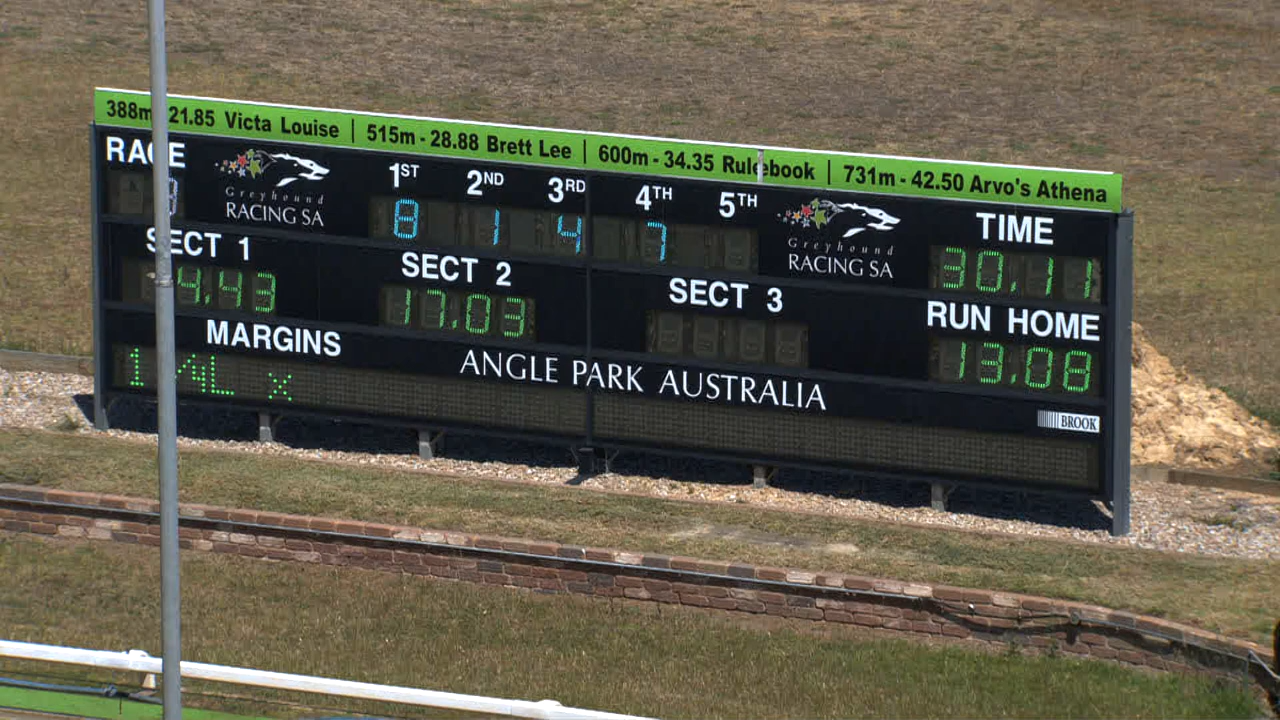 388m 21.85 Victa Louise | 515m - 28.88 Brett Lee | 600m - 34.35 Rulebook | 731m - 42.50 Arvo's Athena
RACE
Greyhound
RACING SA
1ST 2ND 3RD 4TH 5TH
8 1 4 7
Greyhound
RACING SA
TIME
30.11
SECT 1
4.43
SECT 2
17.03
SECT 3
RUN HOME
13.08
MARGINS
1 /4L x
ANGLE PARK AUSTRALIA
BROOK